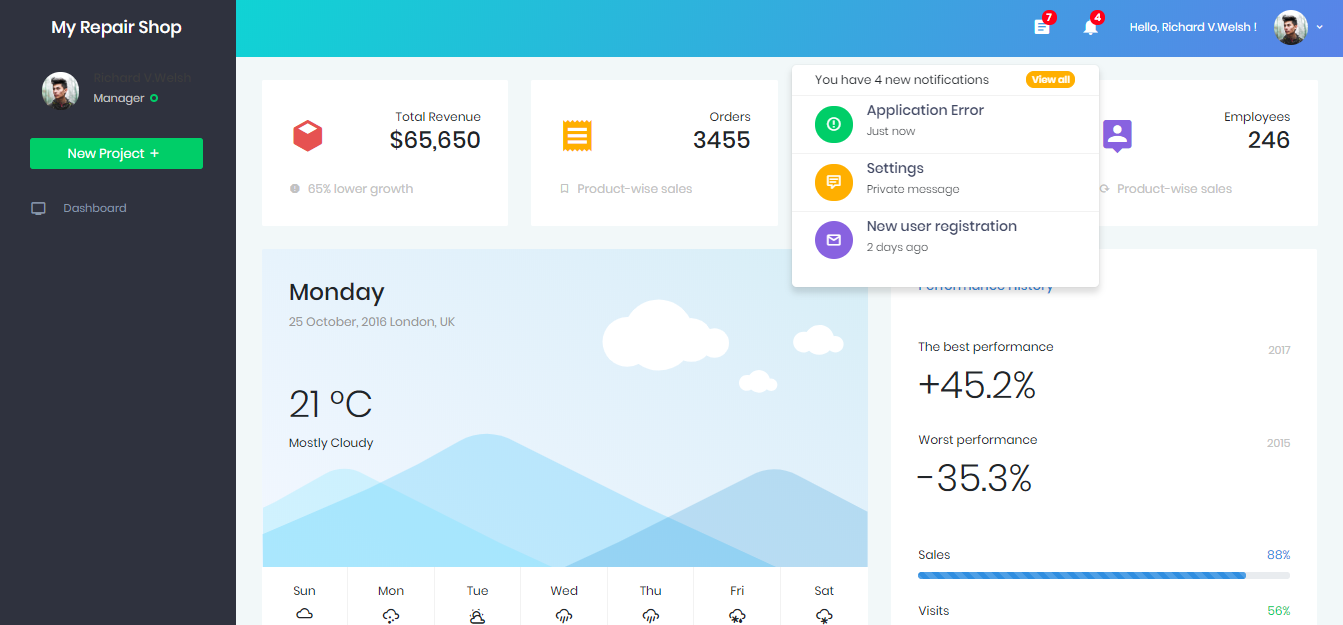 My Repair Shop
Richard V.Welsh
Manager
New Project +
Dashboard
7
4
Hello, Richard V.Welsh !
You have 4 new notifications
View all
Application Error
Just now
Settings
Private message
New user registration
2 days ago
Total Revenue
$65,650
65% lower growth
Orders
3455
Product-wise sales
Employees
246
Product-wise sales
Monday
25 October, 2016 London, UK
21 °C
Mostly Cloudy
Sun Mon Tue Wed Thu Fri Sat
Performance History
The best performance 2017
+45.2%
Worst performance 2015
-35.3%
Sales 88%
Visits 56%